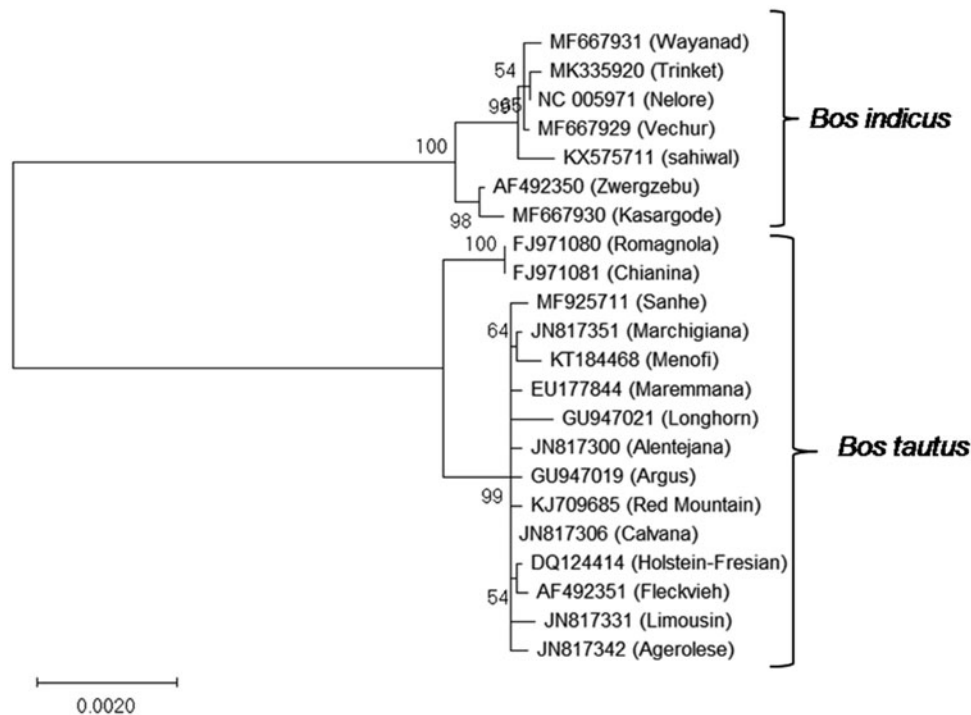 MF667931 (Wayanad)
54
MK335920 (Trinket)
NC 005971 (Nelore)
65
MF667929 (Vechur)
Bos indicus
100
KX575711 (sahiwal)
AF492350 (Zwergzebu)
98
MF667930 (Kasargode)
100
FJ971080 (Romagnola)
FJ971081 (Chianina)
MF925711 (Sanhe)
64
JN817351 (Marchigiana)
KT184468 (Menofi)
EU177844 (Maremmana)
GU947021 (Longhorn)
JN817300 (Alentejana)
Bos tautus
GU947019 (Argus)
99
KJ709685 (Red Mountain)
JN817306 (Calvana)
DQ124414 (Holstein-Fresian)
54
AF492351 (Fleckvieh)
JN817331 (Limousin)
JN817342 (Agerolese)
0.0020